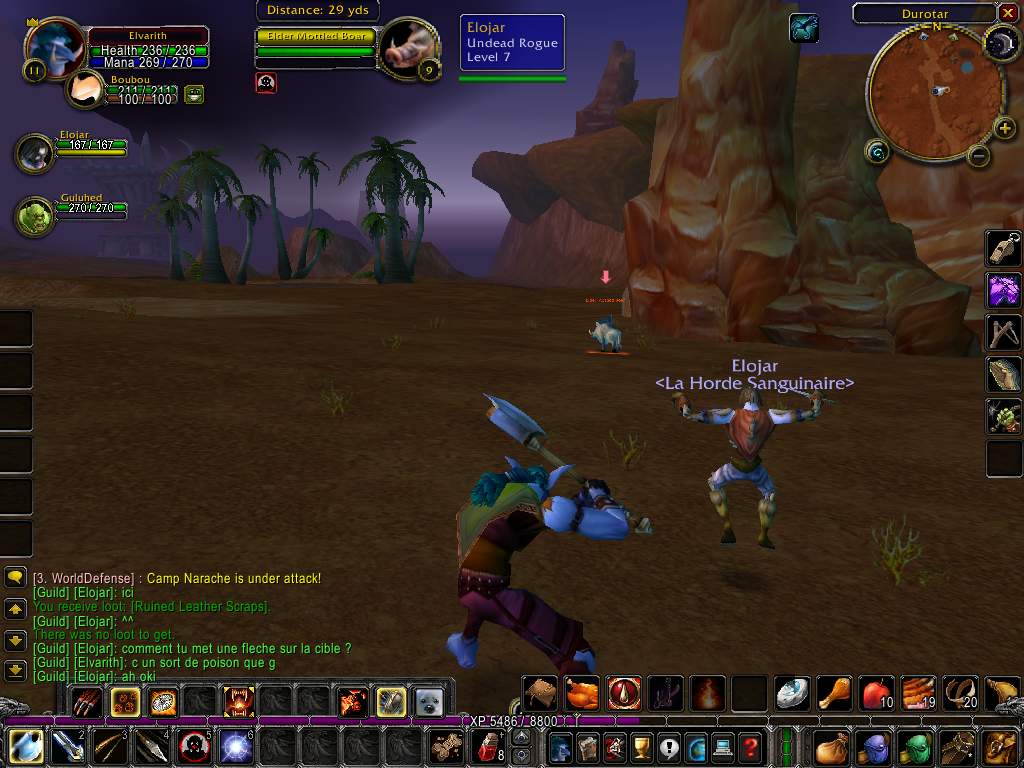 Distance: 29 yds
Elvarith
Health 236 / 236
Mana 269 / 270
11
Boubou
211 / 211
100 / 100
Elder Mottled Boar
9
Elojar
Undead Rogue
Level 7
Durotar
N
Elojar
167 / 167
Guluhed
270 / 270
Elojar
<La Horde Sanguinaire>
[3. WorldDefense] : Camp Narache is under attack!
[Guild] [Elojar]: ici
You receive loot: [Ruined Leather Scraps].
[Guild] [Elojar]: ^^
There was no loot to get.
[Guild] [Elojar]: comment tu met une fleche sur la cible ?
[Guild] [Elvarith]: c un sort de poison que g
[Guild] [Elojar]: ah oki
10
19
20
XP 5486 / 8800
2
3
4
5
6
8